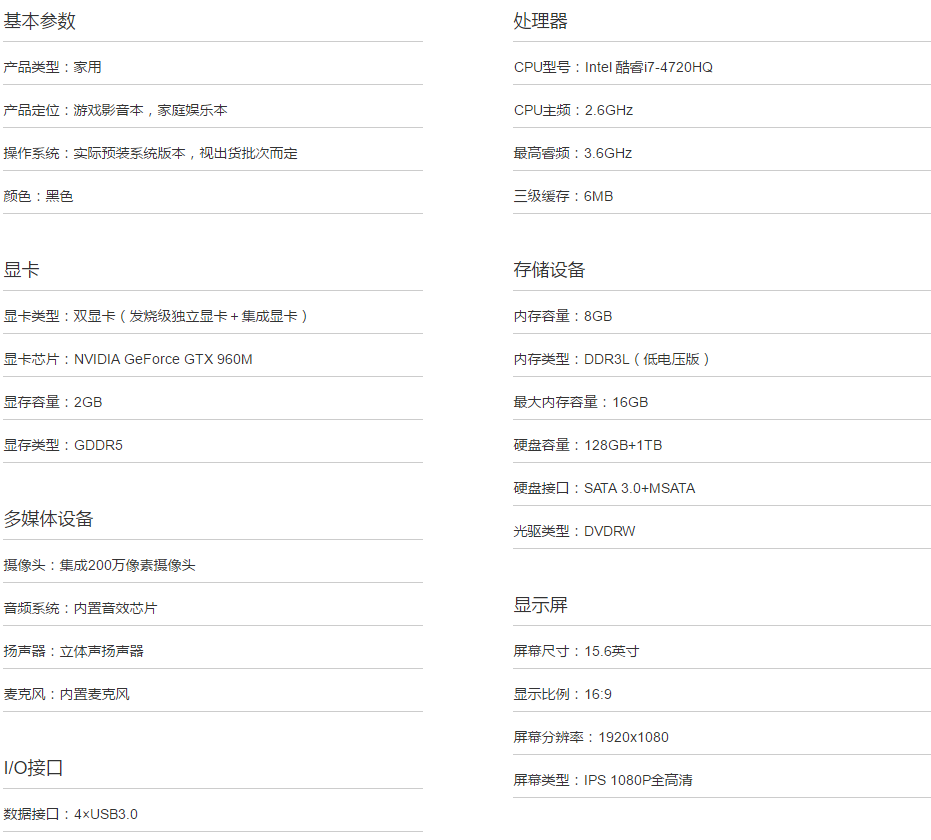 基本参数
产品类型：家用
产品定位：游戏影音本，家庭娱乐本
操作系统：实际预装系统版本，视出货批次而定
颜色：黑色
显卡
显卡类型：双显卡（发烧级独立显卡＋集成显卡）
显卡芯片：NVIDIA GeForce GTX 960M
显存容量：2GB
显存类型：GDDR5
多媒体设备
摄像头：集成200万像素摄像头
音频系统：内置音效芯片
扬声器：立体声扬声器
麦克风：内置麦克风
I/O接口
数据接口：4×USB3.0
处理器
CPU型号：Intel 酷睿i7-4720HQ
CPU主频：2.6GHz
最高睿频：3.6GHz
三级缓存：6MB
存储设备
内存容量：8GB
内存类型：DDR3L（低电压版）
最大内存容量：16GB
硬盘容量：128GB+1TB
硬盘接口：SATA 3.0+MSATA
光驱类型：DVDRW
显示屏
屏幕尺寸：15.6英寸
显示比例：16:9
屏幕分辨率：1920x1080
屏幕类型：IPS 1080P全高清